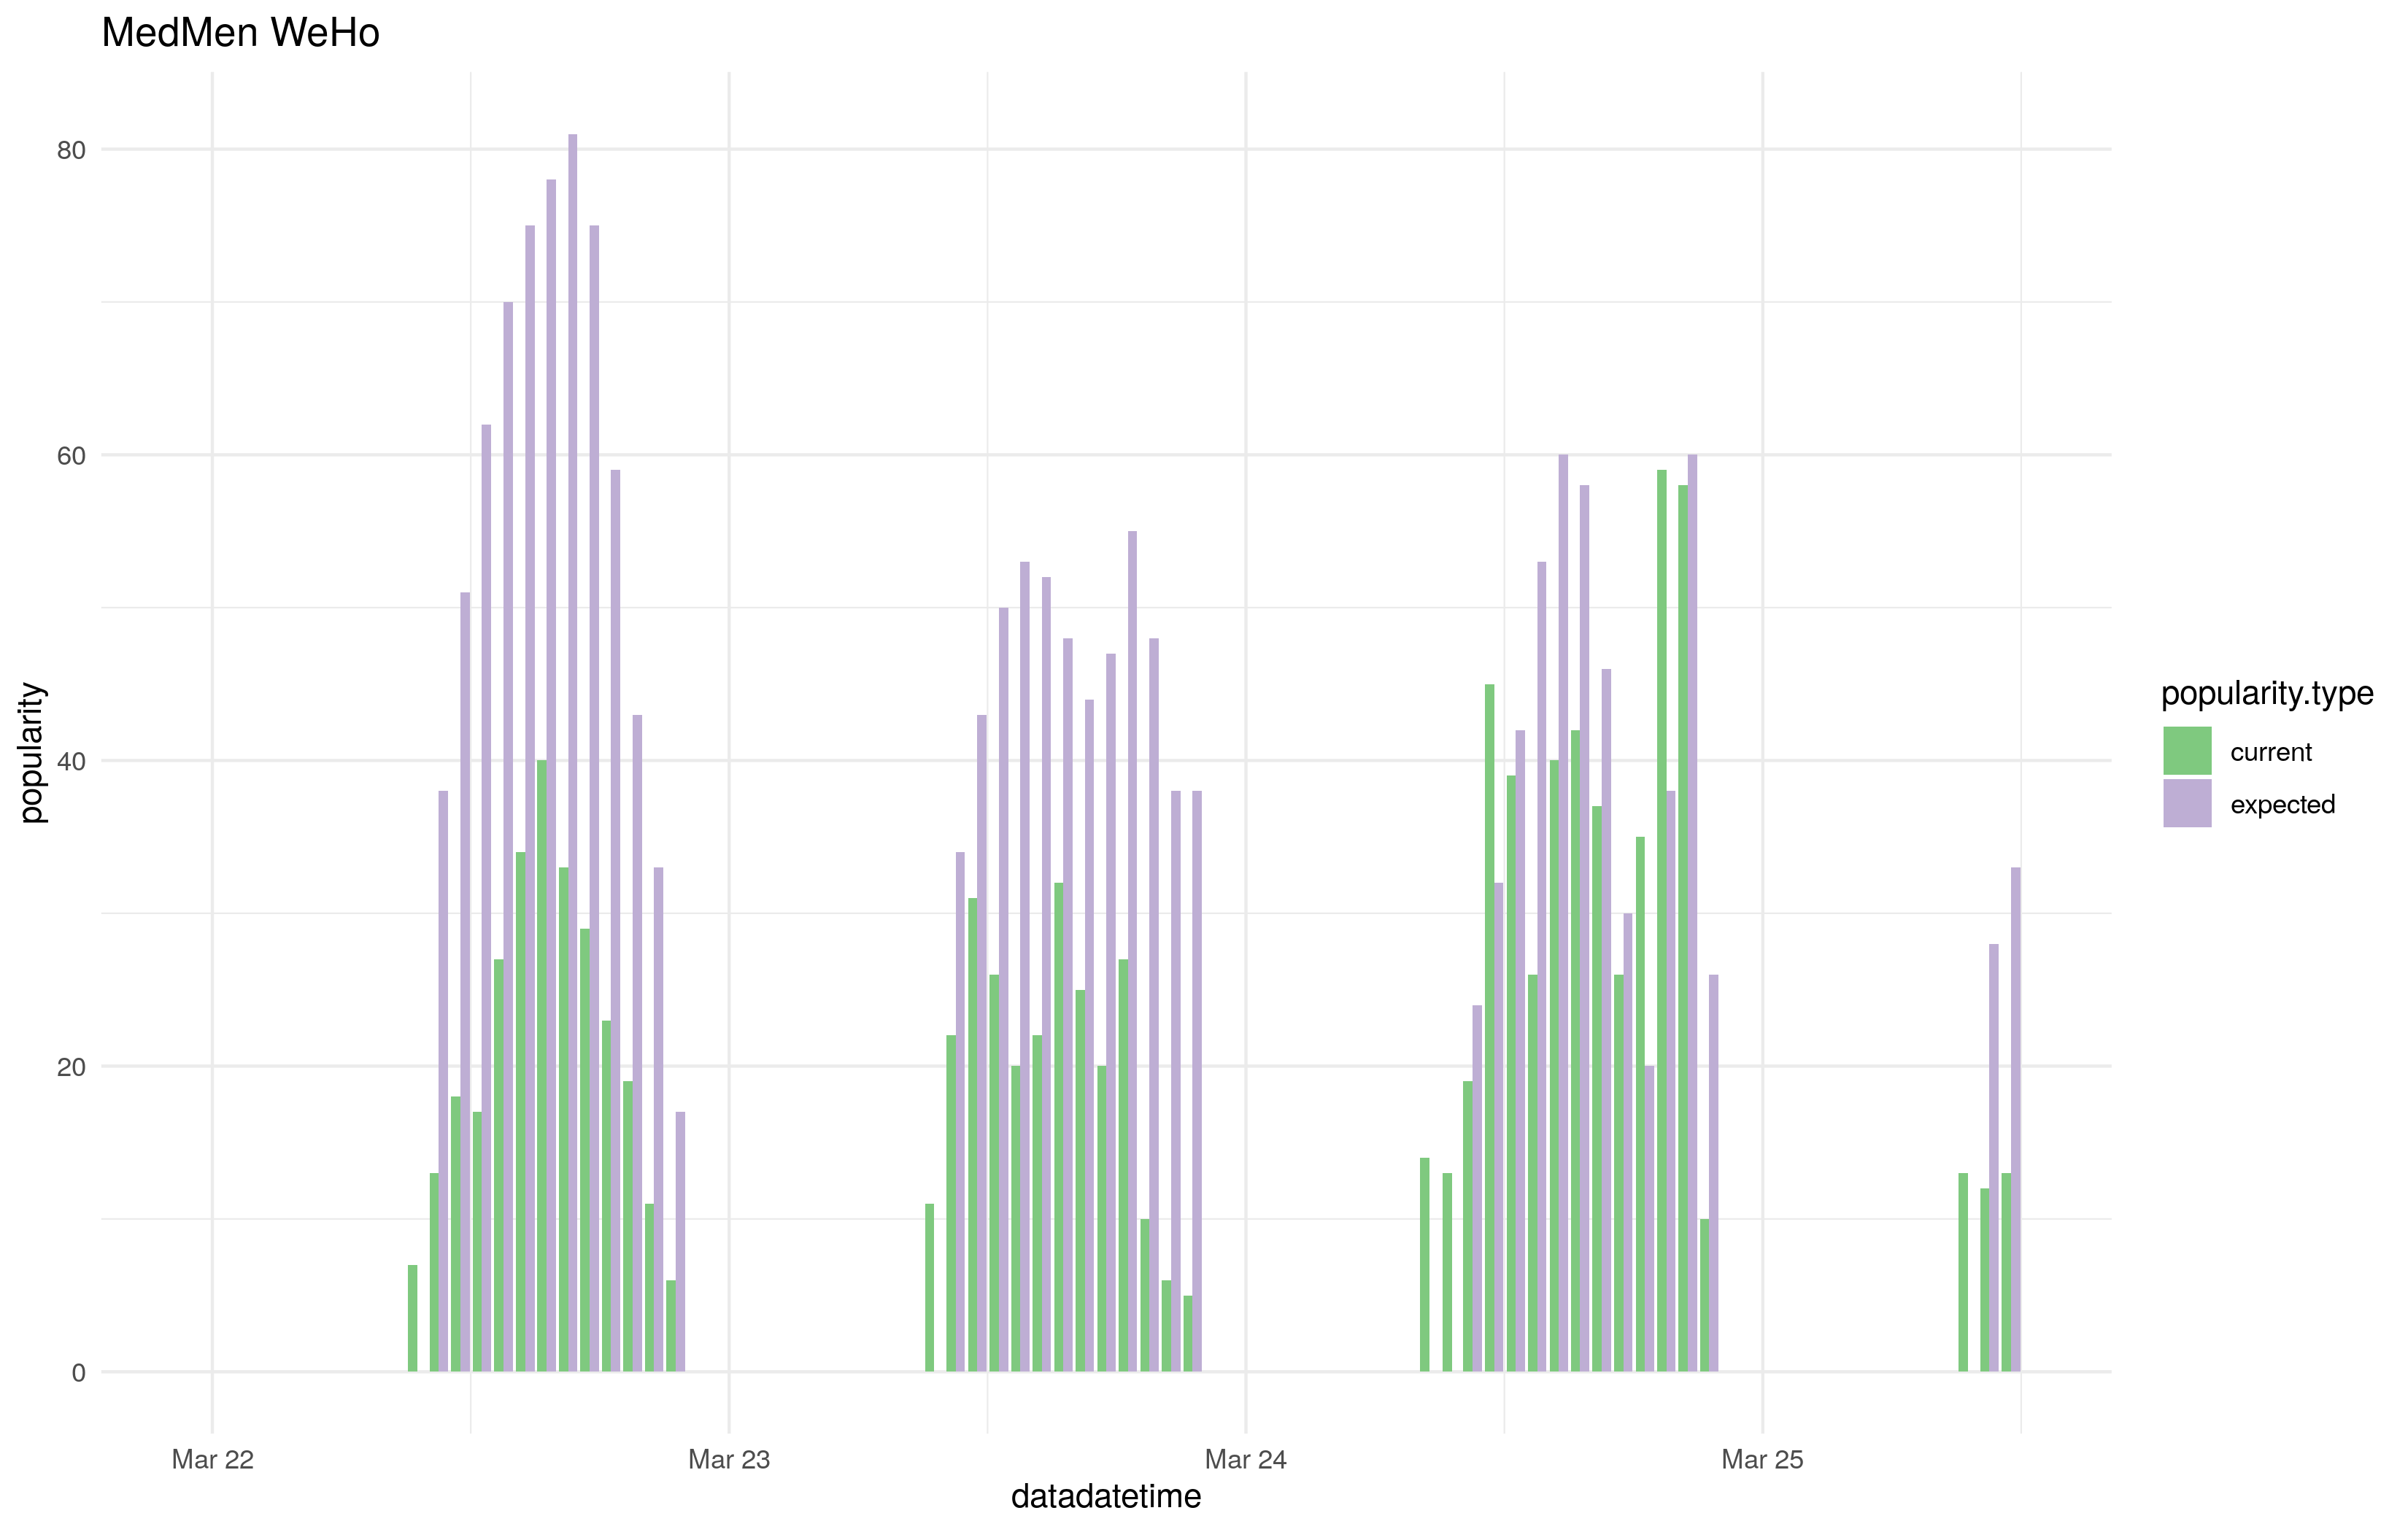 MedMen WeHo
80
60
40
20
0
popularity
Mar 22
Mar 23
Mar 24
Mar 25
datadatetime
popularity.type
current
expected